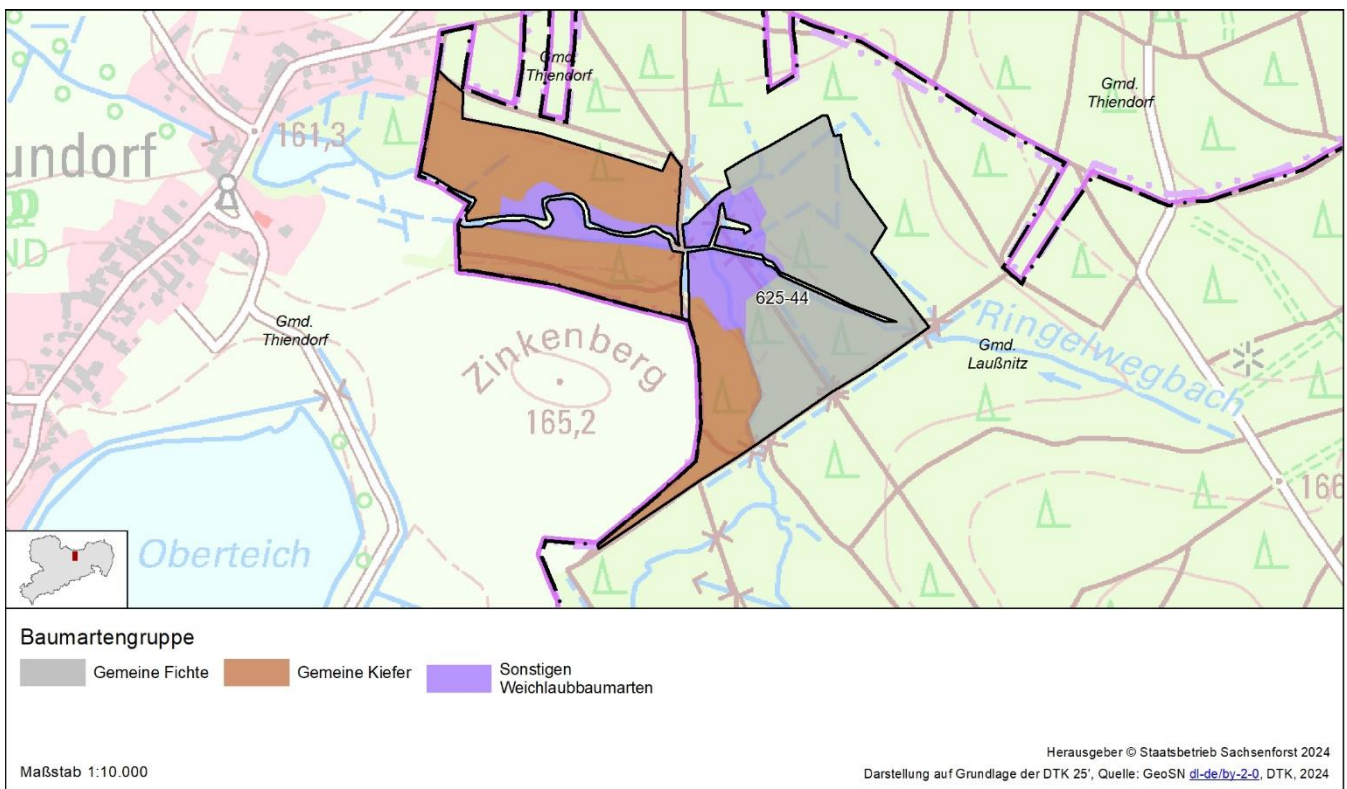 Gmd.
Thiendorf
Gmd.
Thiendorf
161,3
undorf
ND
625-44
Gmd.
Thiendorf
Ringelwegbach
Gmd.
Laußnitz
Zinkenberg
165,2
166
Oberteich
Baumartengruppe
Gemeine Fichte
Gemeine Kiefer
Sonstigen
Weichlaubbaumarten
Maßstab 1:10.000
Herausgeber © Staatsbetrieb Sachsenforst 2024
Darstellung auf Grundlage der DTK 25', Quelle: GeoSN dl-de/by-2-0, DTK, 2024